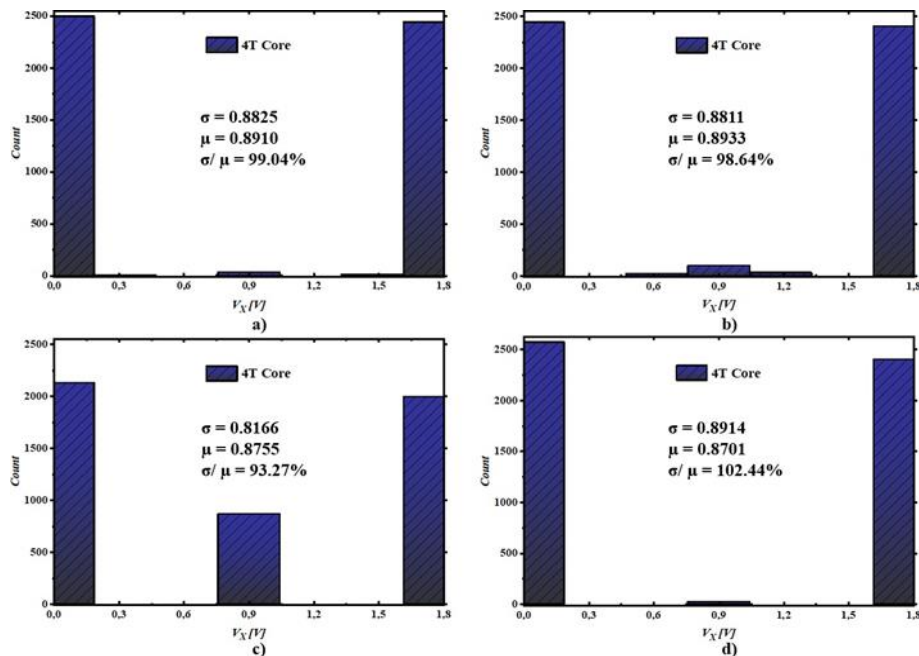 2500
2000
1500
1000
500
0
Count
4T Core
σ = 0.8825
μ = 0.8910
σ/ μ = 99.04%
0,0 0,3 0,6 0,9 1,2 1,5 1,8
V_X [V]
a)
2500
2000
1500
1000
500
0
Count
4T Core
σ = 0.8811
μ = 0.8933
σ/ μ = 98.64%
0,0 0,3 0,6 0,9 1,2 1,5 1,8
V_X [V]
b)
2500
2000
1500
1000
500
0
Count
4T Core
σ = 0.8166
μ = 0.8755
σ/ μ = 93.27%
0,0 0,3 0,6 0,9 1,2 1,5 1,8
V_X [V]
c)
2500
2000
1500
1000
500
0
Count
4T Core
σ = 0.8914
μ = 0.8701
σ/ μ = 102.44%
0,0 0,3 0,6 0,9 1,2 1,5 1,8
V_X [V]
d)